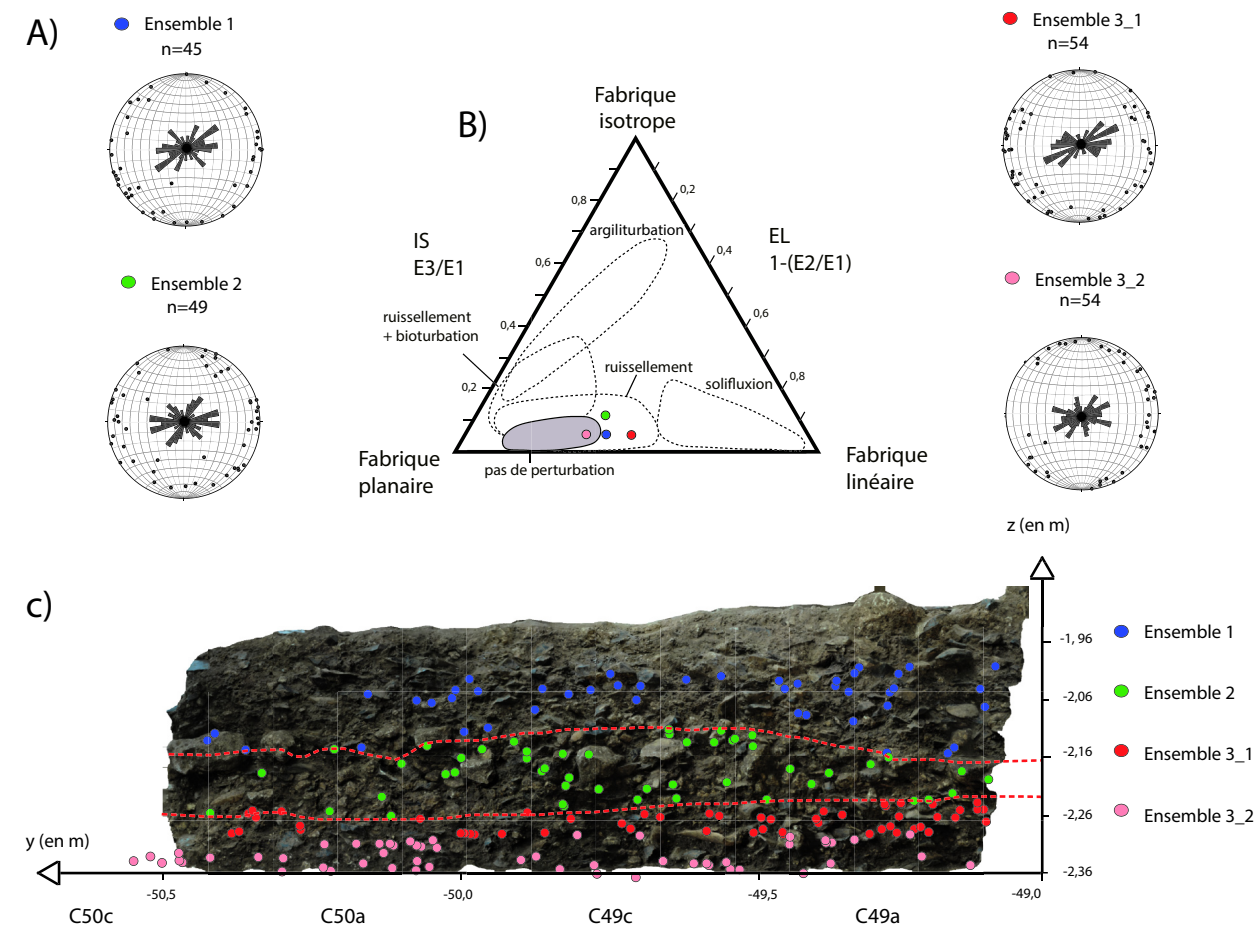 A)
Ensemble 1
n=45
Ensemble 2
n=49
Ensemble 3_1
n=54
Ensemble 3_2
n=54
B)
Fabrique
isotrope
IS
E3/E1
EL
1-(E2/E1)
0,8
0,6
0,4
0,2
0,2
0,4
0,6
0,8
argiliturbation
ruissellement
+ bioturbation
ruissellement
solifluxion
Fabrique
planaire
pas de perturbation
Fabrique
linéaire
c)
z (en m)
-1,96
-2,06
-2,16
-2,26
-2,36
Ensemble 1
Ensemble 2
Ensemble 3_1
Ensemble 3_2
y (en m)
-50,5
-50,0
-49,5
-49,0
C50c
C50a
C49c
C49a